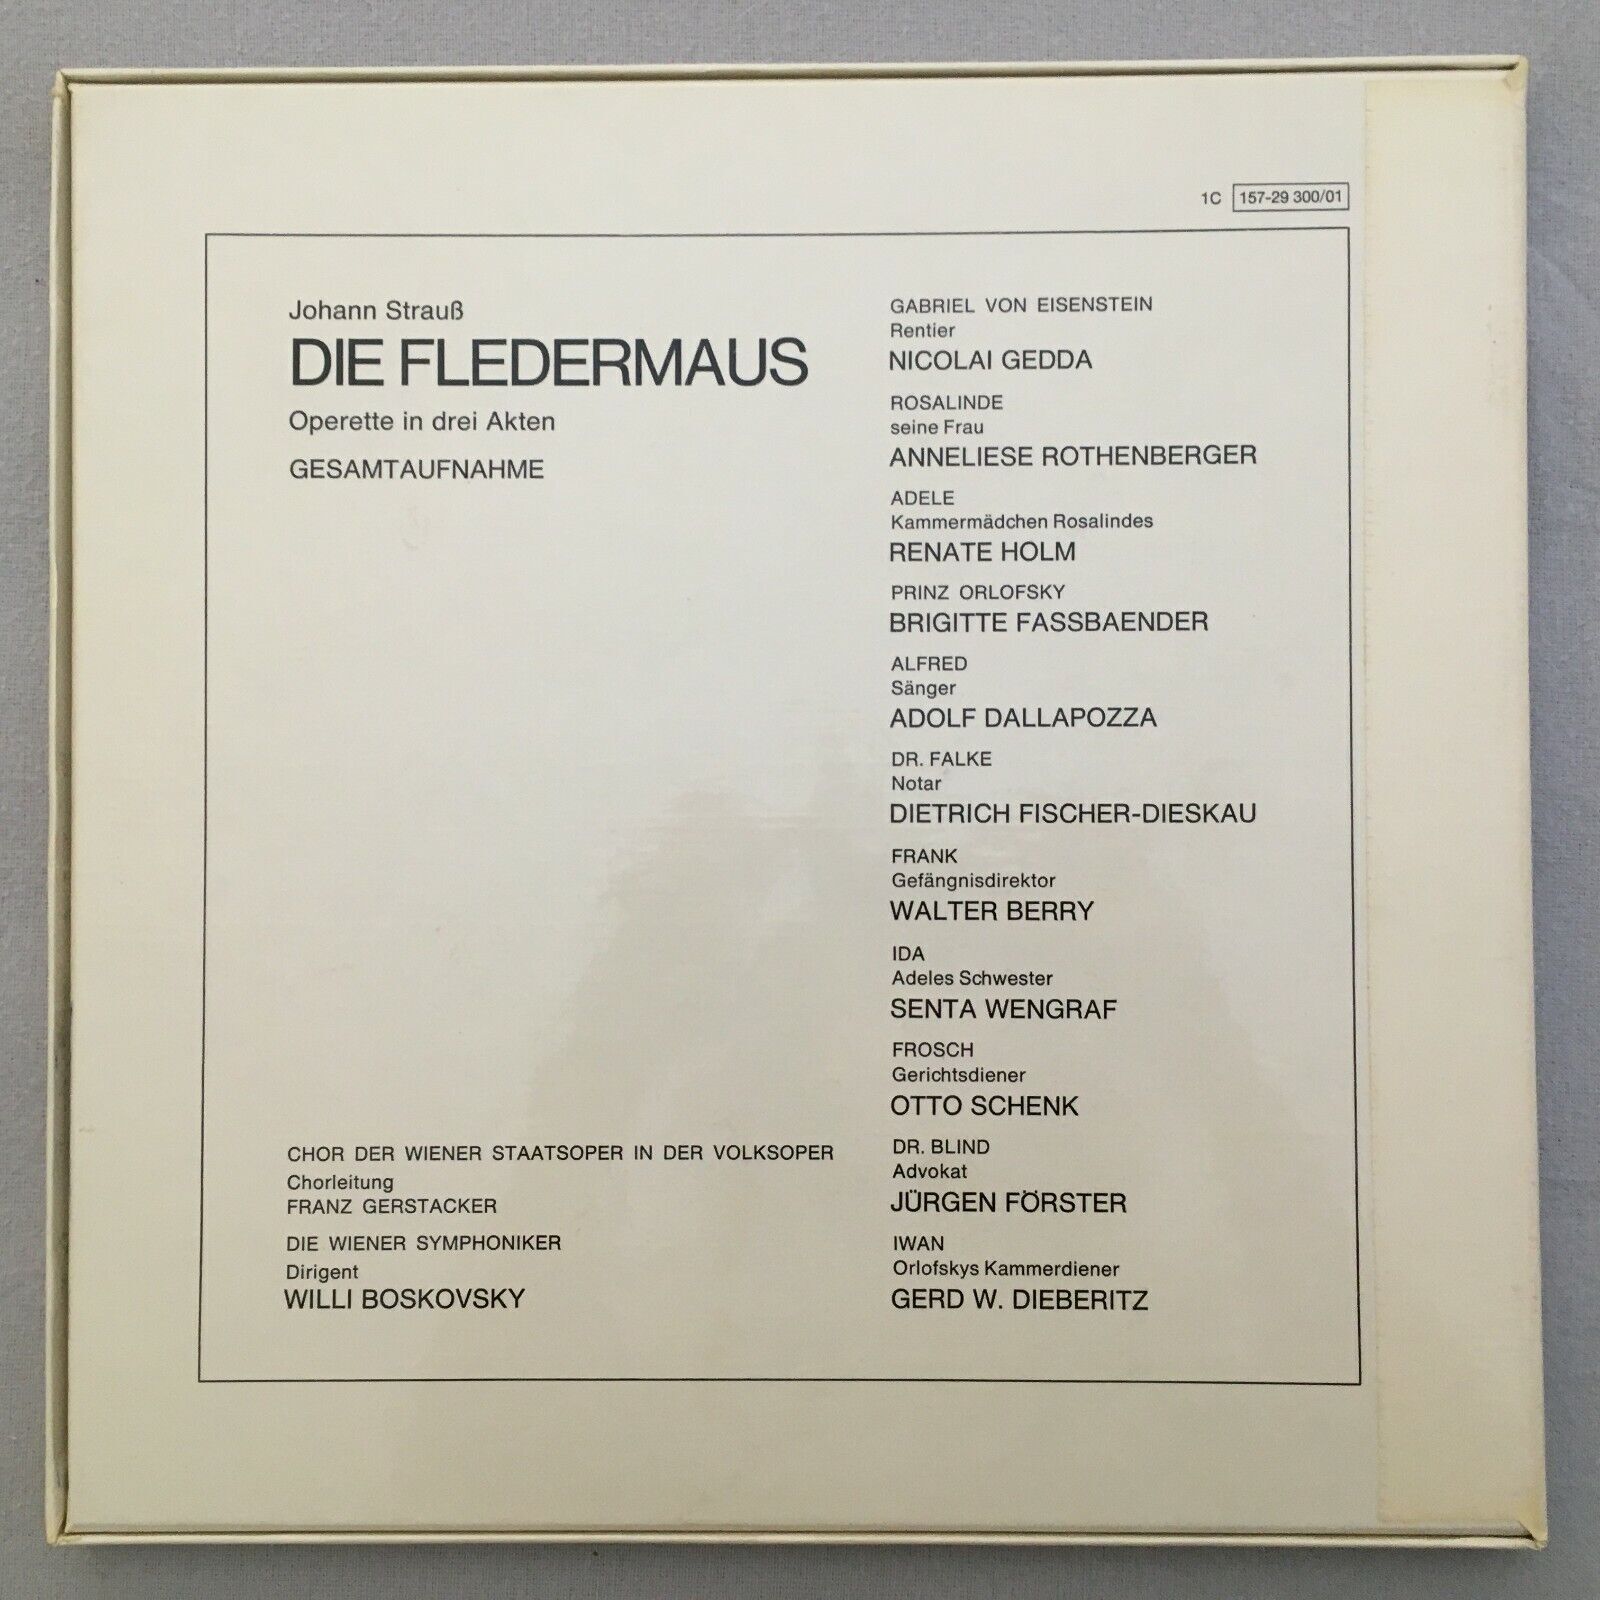 1C 157-29 300/01
Johann Strauß
DIE FLEDERMAUS
Operette in drei Akten
GESAMTAUFNAHME
CHOR DER WIENER STAATSOPER IN DER VOLKSOPER
Chorleitung
FRANZ GERSTACKER
DIE WIENER SYMPHONIKER
Dirigent
WILLI BOSKOVSKY
GABRIEL VON EISENSTEIN
Rentier
NICOLAI GEDDA
ROSALINDE
seine Frau
ANNELIESE ROTHENBERGER
ADELE
Kammermädchen Rosalindes
RENATE HOLM
PRINZ ORLOFSKY
BRIGITTE FASSBAENDER
ALFRED
Sänger
ADOLF DALLAPOZZA
DR. FALKE
Notar
DIETRICH FISCHER-DIESKAU
FRANK
Gefängnisdirektor
WALTER BERRY
IDA
Adeles Schwester
SENTA WENGRAF
FROSCH
Gerichtsdiener
OTTO SCHENK
DR. BLIND
Advokat
JÜRGEN FÖRSTER
IWAN
Orlofskys Kammerdiener
GERD W. DIEBERITZ